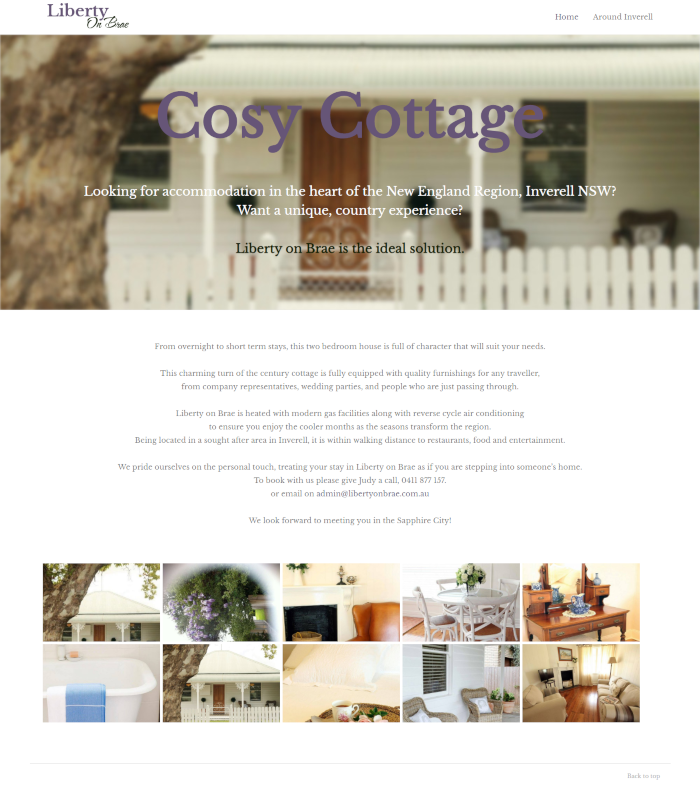 Liberty
On Brae
Home
Around Inverell
Cosy Cottage
Looking for accommodation in the heart of the New England Region, Inverell NSW?
Want a unique, country experience?
Liberty on Brae is the ideal solution.
From overnight to short term stays, this two bedroom house is full of character that will suit your needs.
This charming turn of the century cottage is fully equipped with quality furnishings for any traveller,
from company representatives, wedding parties, and people who are just passing through.
Liberty on Brae is heated with modern gas facilities along with reverse cycle air conditioning
to ensure you enjoy the cooler months as the seasons transform the region.
Being located in a sought after area in Inverell, it is within walking distance to restaurants, food and entertainment.
We pride ourselves on the personal touch, treating your stay in Liberty on Brae as if you are stepping into someone's home.
To book with us please give Judy a call, 0411 877 157.
or email on admin@libertyonbrae.com.au
We look forward to meeting you in the Sapphire City!
Back to top